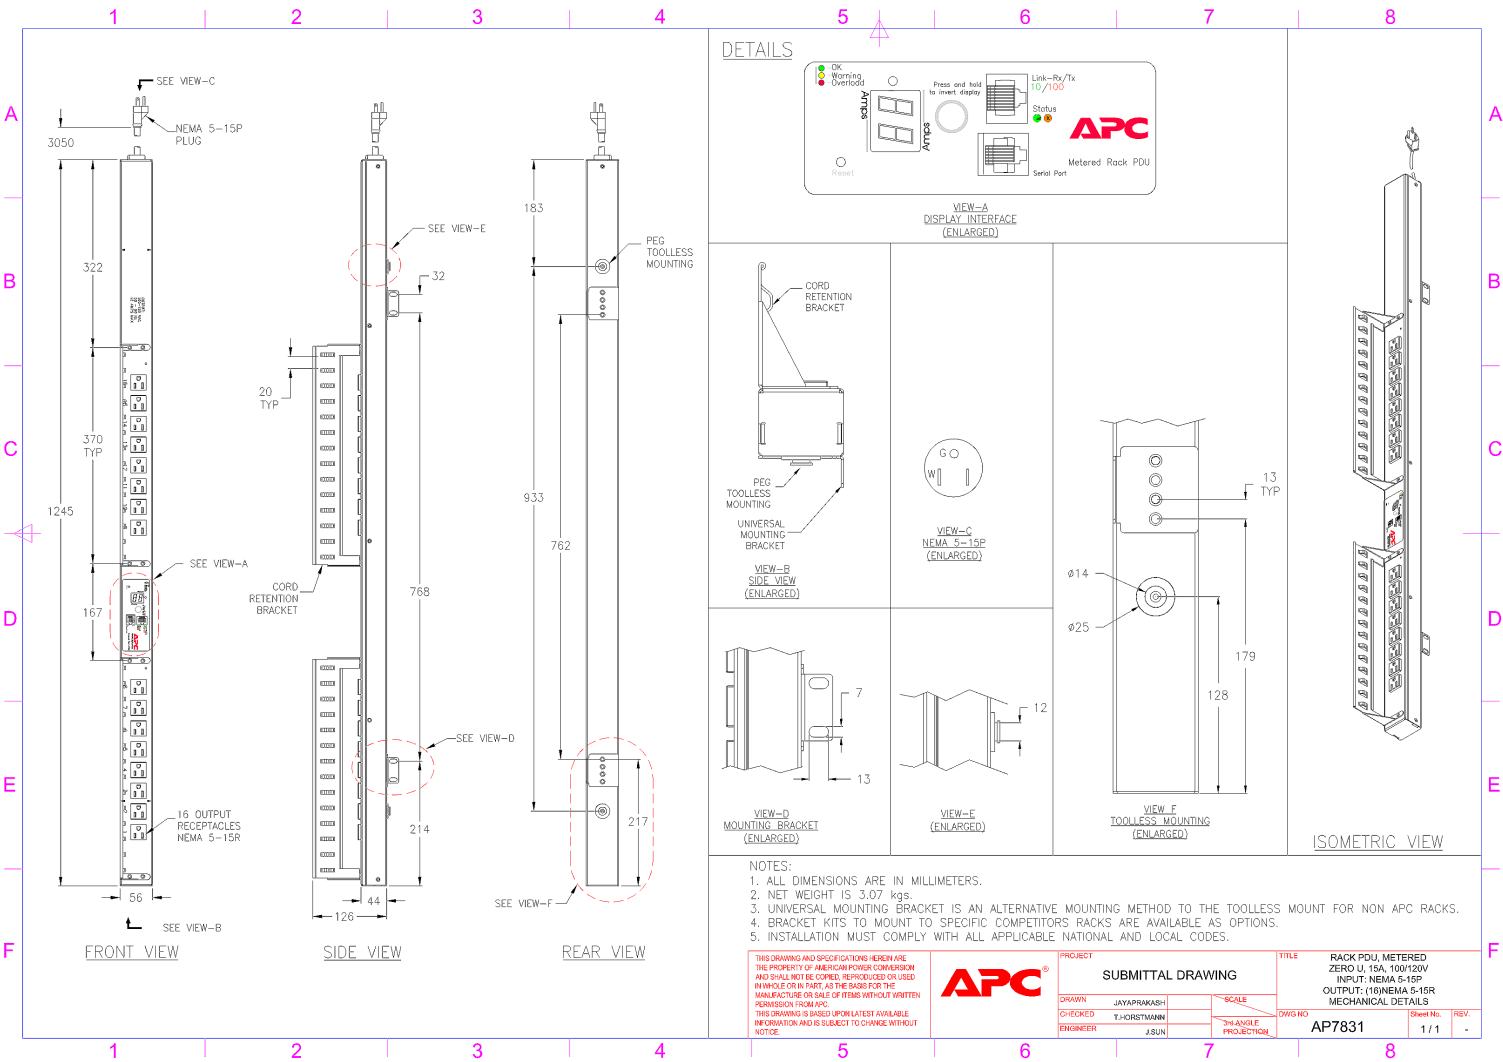 1 2 3 4 5 6 7 8
A
B
C
D
E
F
SEE VIEW-C
NEMA 5-15P
PLUG
3050
322
370
TYP
1245
167
SEE VIEW-A
16 OUTPUT
RECEPTACLES
NEMA 5-15R
56
SEE VIEW-B
FRONT VIEW
APC
SEE VIEW-E
32
20
TYP
CORD
RETENTION
BRACKET
768
SEE VIEW-D
214
44
126
SIDE VIEW
183
PEG
TOOLLESS
MOUNTING
933
762
217
SEE VIEW-F
REAR VIEW
DETAILS
OK
Warning
Overload
Amps
Amps
Press and hold
to invert display
Link-Rx/Tx
10/100
Status
APC
Metered Rack PDU
Serial Port
Reset
VIEW-A
DISPLAY INTERFACE
(ENLARGED)
CORD
RETENTION
BRACKET
PEG
TOOLLESS
MOUNTING
UNIVERSAL
MOUNTING
BRACKET
VIEW-B
SIDE VIEW
(ENLARGED)
G
W
VIEW-C
NEMA 5-15P
(ENLARGED)
7
13
VIEW-D
MOUNTING BRACKET
(ENLARGED)
12
VIEW-E
(ENLARGED)
13
TYP
ø14
ø25
179
128
VIEW F
TOOLLESS MOUNTING
(ENLARGED)
APC
ISOMETRIC VIEW
NOTES:
1. ALL DIMENSIONS ARE IN MILLIMETERS.
2. NET WEIGHT IS 3.07 kgs.
3. UNIVERSAL MOUNTING BRACKET IS AN ALTERNATIVE MOUNTING METHOD TO THE TOOLLESS MOUNT FOR NON APC RACKS.
4. BRACKET KITS TO MOUNT TO SPECIFIC COMPETITORS RACKS ARE AVAILABLE AS OPTIONS.
5. INSTALLATION MUST COMPLY WITH ALL APPLICABLE NATIONAL AND LOCAL CODES.
THIS DRAWING AND SPECIFICATIONS HEREIN ARE
THE PROPERTY OF AMERICAN POWER CONVERSION
AND SHALL NOT BE COPIED, REPRODUCED OR USED
IN WHOLE OR IN PART, AS THE BASIS FOR THE
MANUFACTURE OR SALE OF ITEMS WITHOUT WRITTEN
PERMISSION FROM APC.
THIS DRAWING IS BASED UPON LATEST AVAILABLE
INFORMATION AND IS SUBJECT TO CHANGE WITHOUT
NOTICE.
APC®
PROJECT
SUBMITTAL DRAWING
DRAWN JAYAPRAKASH
CHECKED T.HORSTMANN
ENGINEER J.SUN
SCALE
3rd ANGLE
PROJECTION
TITLE
RACK PDU, METERED
ZERO U, 15A, 100/120V
INPUT: NEMA 5-15P
OUTPUT: (16)NEMA 5-15R
MECHANICAL DETAILS
DWG NO
AP7831
Sheet No.
1 / 1
REV.
-
A
B
C
D
E
F
1 2 3 4 5 6 7 8